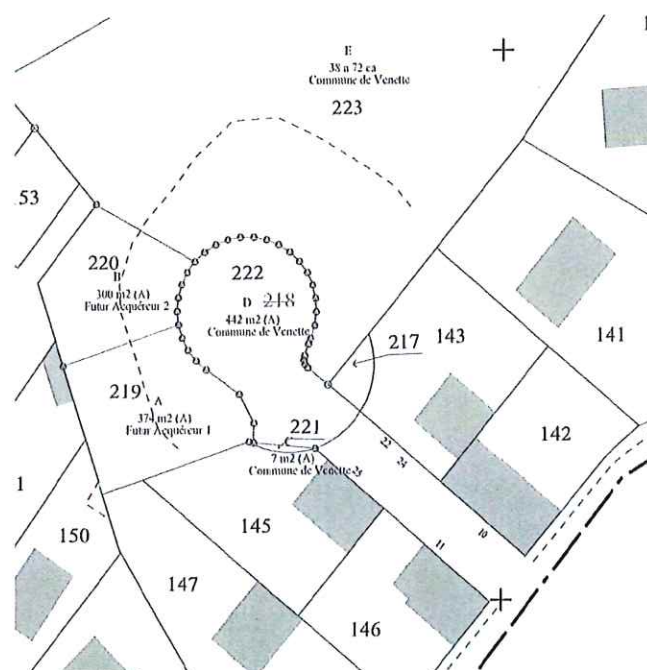 E
38 a 72 ca
Commune de Venette
223
53
220
B
300 m2 (A)
Futur Acquéreur 2
222
D 218
442 m2 (A)
Commune de Venette
217
143
141
142
219
A
374 m2 (A)
Futur Acquéreur 1
221
C
7 m2 (A)
Commune de Venette
25
22
24
10
11
1
150
145
147
146